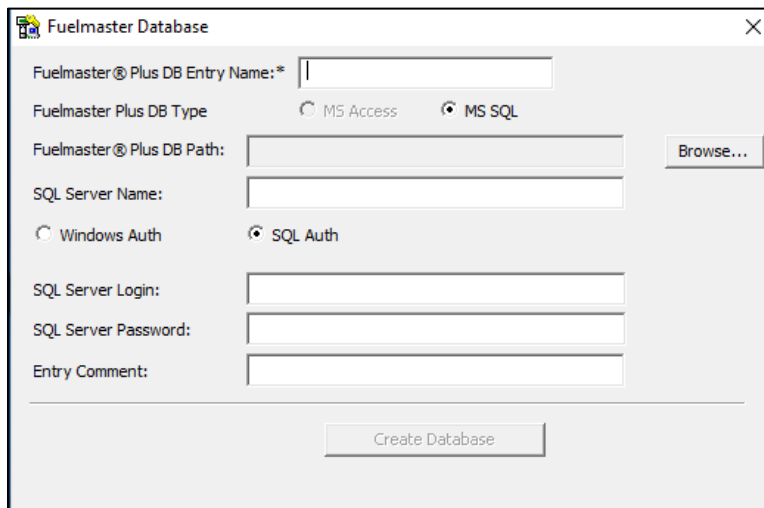 Fuelmaster Database
Fuelmaster® Plus DB Entry Name:*
Fuelmaster Plus DB Type MS Access MS SQL
Fuelmaster® Plus DB Path: Browse...
SQL Server Name:
Windows Auth SQL Auth
SQL Server Login:
SQL Server Password:
Entry Comment:
Create Database